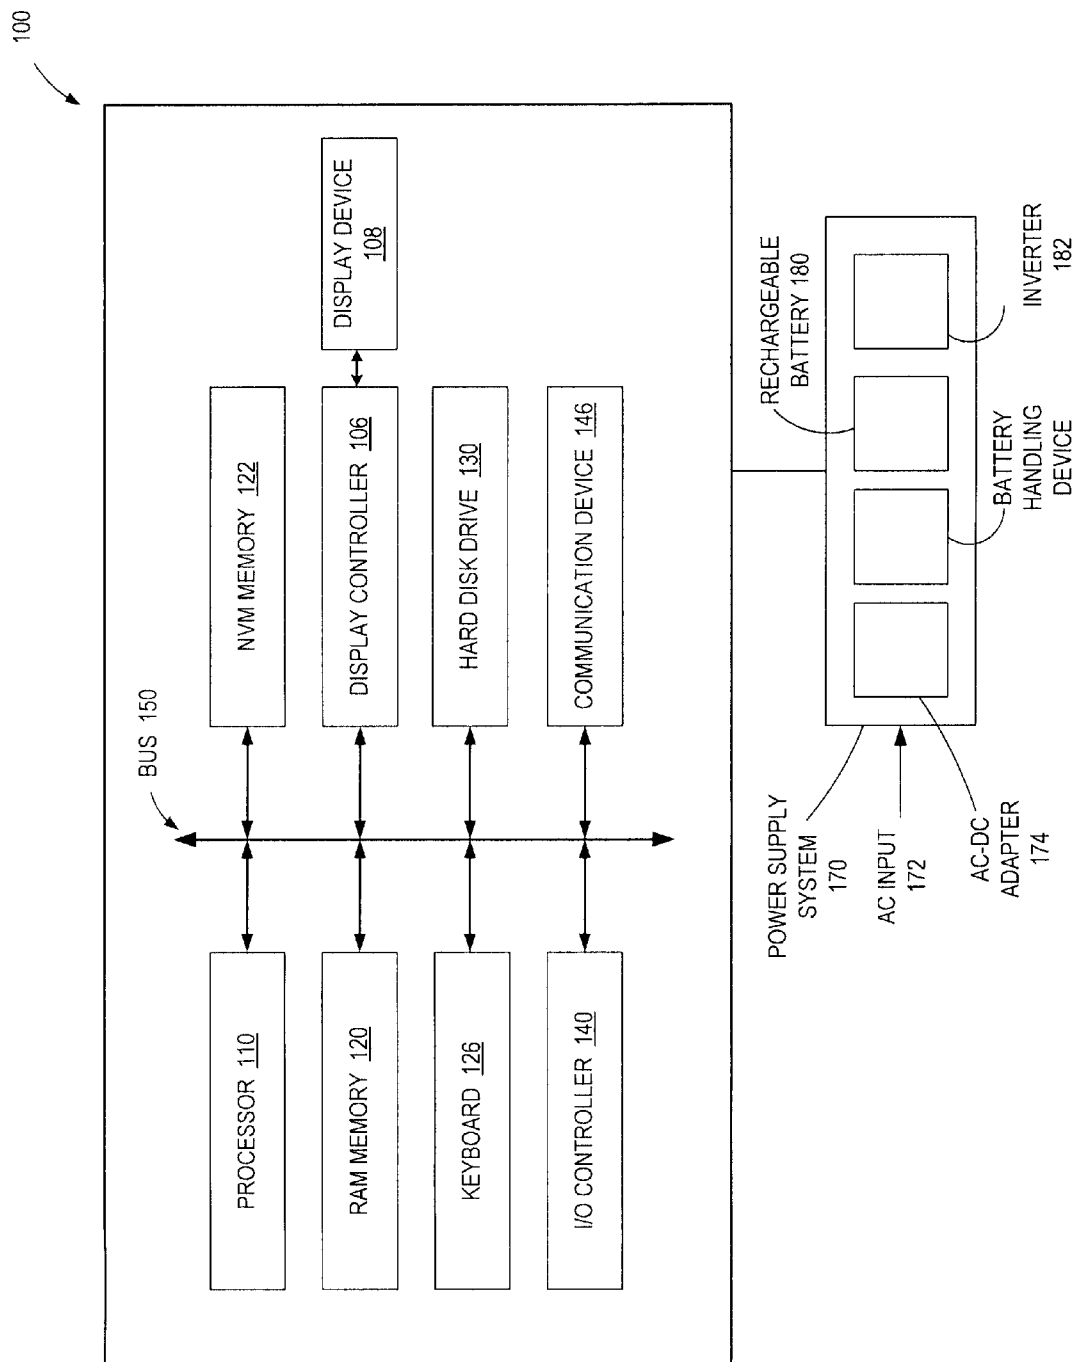 100
BUS 150
PROCESSOR 110
NVM MEMORY 122
RAM MEMORY 120
DISPLAY CONTROLLER 106
DISPLAY DEVICE
108
KEYBOARD 126
HARD DISK DRIVE 130
I/O CONTROLLER 140
COMMUNICATION DEVICE 146
POWER SUPPLY
SYSTEM
170
AC INPUT
172
AC-DC
ADAPTER
174
RECHARGEABLE
BATTERY 180
BATTERY
HANDLING
DEVICE
INVERTER
182